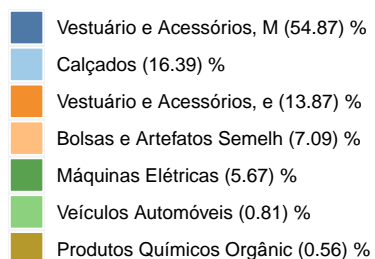 Vestuário e Acessórios, M (54.87) %
Calçados (16.39) %
Vestuário e Acessórios, e (13.87) %
Bolsas e Artefatos Semelh (7.09) %
Máquinas Elétricas (5.67) %
Veículos Automóveis (0.81) %
Produtos Químicos Orgânic (0.56) %